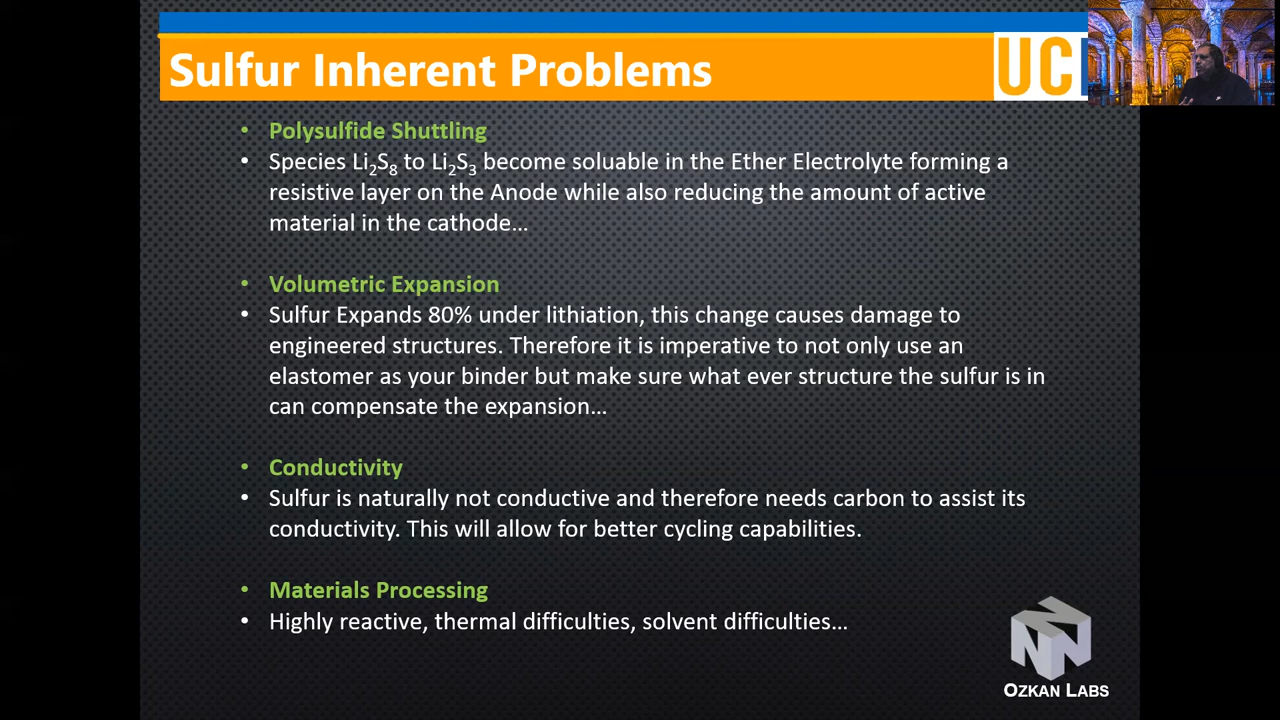 Sulfur Inherent Problems
UC
• Polysulfide Shuttling
• Species Li₂S₈ to Li₂S₃ become soluable in the Ether Electrolyte forming a
resistive layer on the Anode while also reducing the amount of active
material in the cathode…
• Volumetric Expansion
• Sulfur Expands 80% under lithiation, this change causes damage to
engineered structures. Therefore it is imperative to not only use an
elastomer as your binder but make sure what ever structure the sulfur is in
can compensate the expansion…
• Conductivity
• Sulfur is naturally not conductive and therefore needs carbon to assist its
conductivity. This will allow for better cycling capabilities.
• Materials Processing
• Highly reactive, thermal difficulties, solvent difficulties…
OZKAN LABS